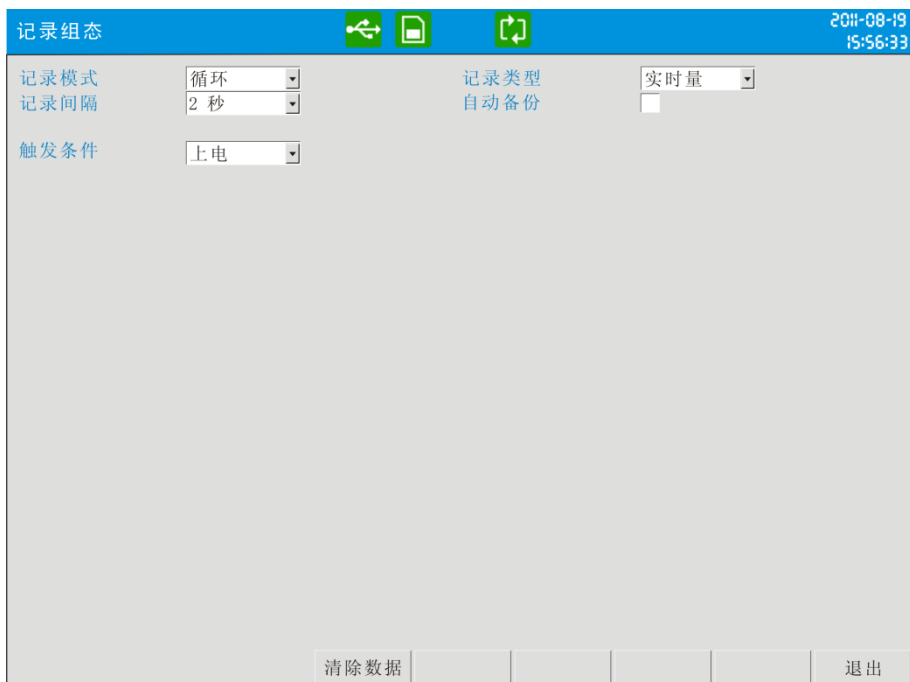 记录组态 2011-08-19
15:56:33
记录模式 循环 记录类型 实时量
记录间隔 2 秒 自动备份
触发条件 上电
清除数据 退出